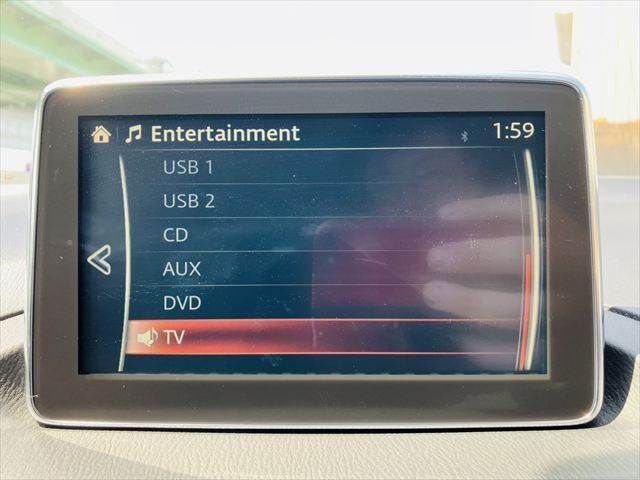 Entertainment 1:59
USB 1
USB 2
CD
AUX
DVD
TV